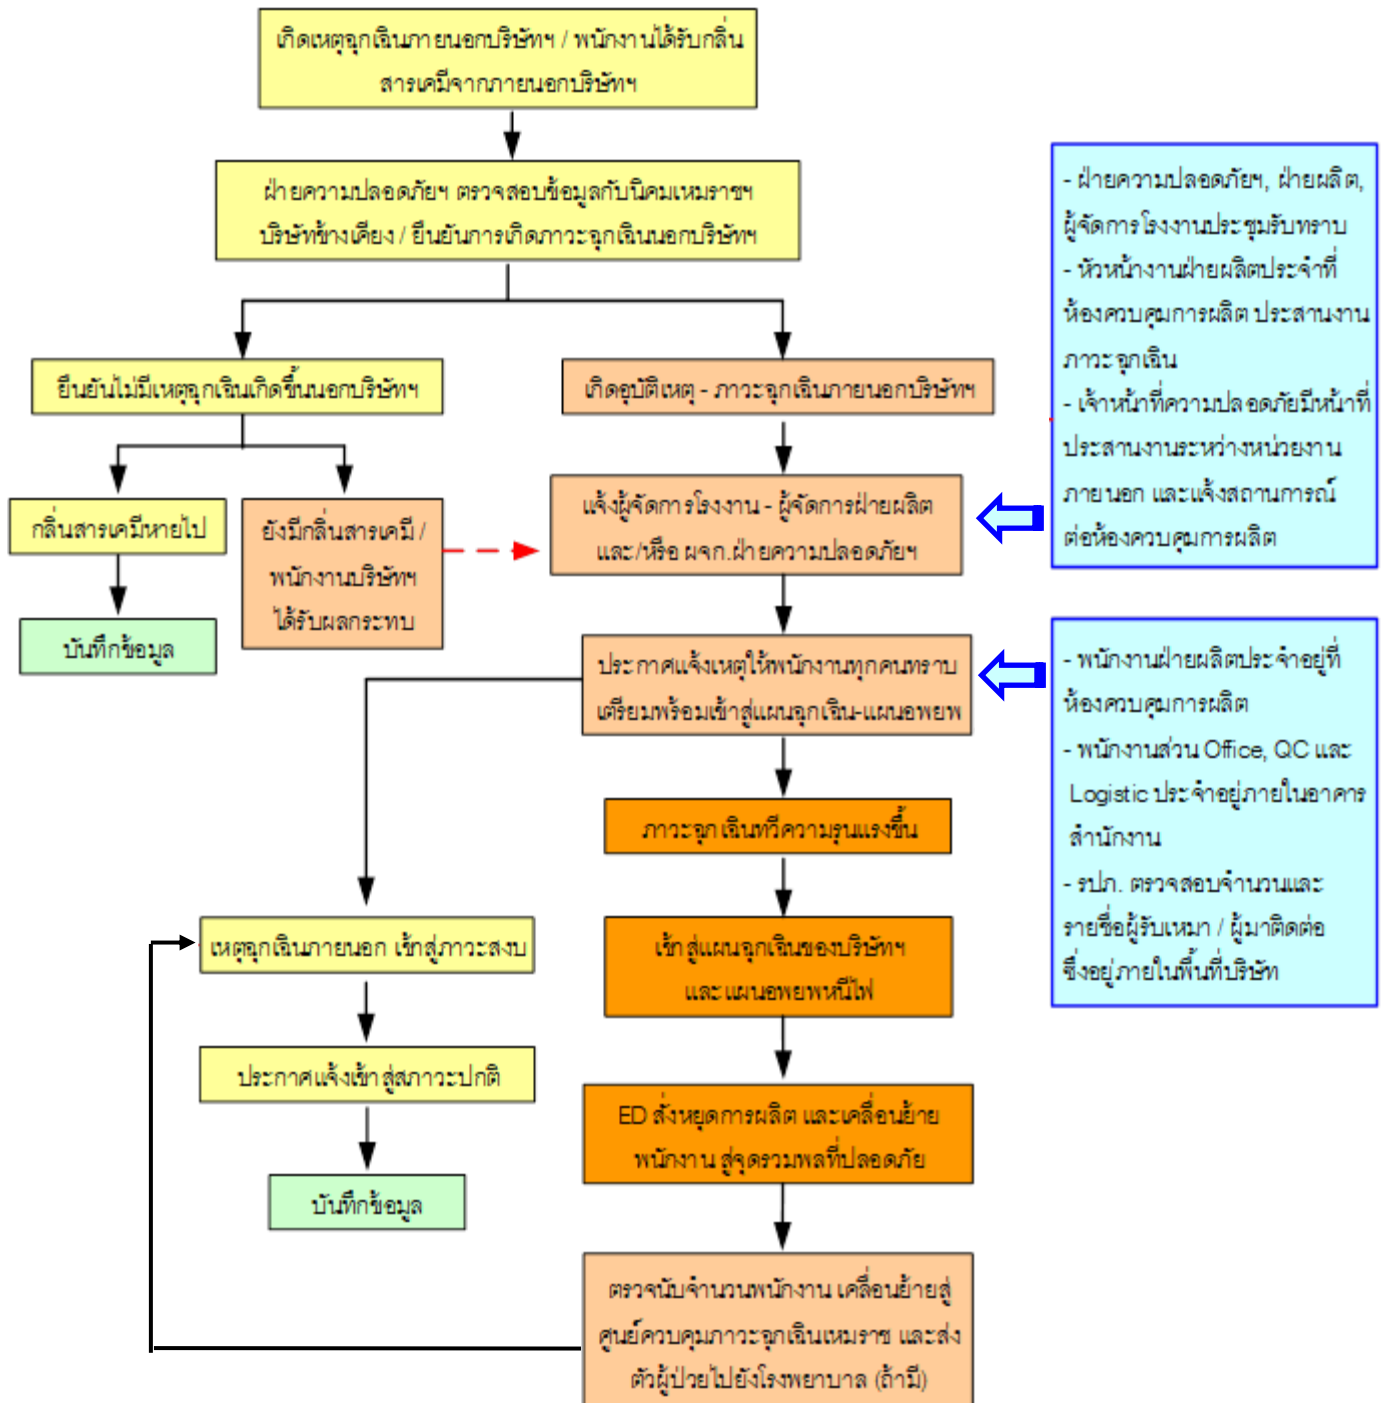 เกิดเหตุฉุกเฉินภายนอกบริษัทฯ / พนักงานได้รับกลิ่น
สารเคมีจากภายนอกบริษัทฯ
ฝ่ายความปลอดภัยฯ ตรวจสอบข้อมูลกับนิคมเหมราชฯ
บริษัทข้างเคียง / ยืนยันการเกิดภาวะฉุกเฉินนอกบริษัทฯ
ยืนยันไม่มีเหตุฉุกเฉินเกิดขึ้นนอกบริษัทฯ
เกิดอุบัติเหตุ - ภาวะฉุกเฉินภายนอกบริษัทฯ
กลิ่นสารเคมีหายไป
บันทึกข้อมูล
ยังมีกลิ่นสารเคมี /
พนักงานบริษัทฯ
ได้รับผลกระทบ
แจ้งผู้จัดการโรงงาน - ผู้จัดการฝ่ายผลิต
และ/หรือ ผจก.ฝ่ายความปลอดภัยฯ
- ฝ่ายความปลอดภัยฯ, ฝ่ายผลิต,
ผู้จัดการโรงงานประชุมรับทราบ
- หัวหน้างานฝ่ายผลิตประจำที่
ห้องควบคุมการผลิต ประสานงาน
ภาวะฉุกเฉิน
- เจ้าหน้าที่ความปลอดภัยมีหน้าที่
ประสานงานระหว่างหน่วยงาน
ภายนอก และแจ้งสถานการณ์
ต่อห้องควบคุมการผลิต
ประกาศแจ้งเหตุให้พนักงานทุกคนทราบ
เตรียมพร้อมเข้าสู่แผนฉุกเฉิน-แผนอพยพ
- พนักงานฝ่ายผลิตประจำอยู่ที่
ห้องควบคุมการผลิต
- พนักงานส่วน Office, QC และ
Logistic ประจำอยู่ภายในอาคาร
สำนักงาน
- รปภ. ตรวจสอบจำนวนและ
รายชื่อผู้รับเหมา / ผู้มาติดต่อ
ซึ่งอยู่ภายในพื้นที่บริษัท
ภาวะฉุกเฉินทวีความรุนแรงขึ้น
เข้าสู่แผนฉุกเฉินของบริษัทฯ
และแผนอพยพหนีไฟ
เหตุฉุกเฉินภายนอก เข้าสู่ภาวะสงบ
ประกาศแจ้งเข้าสู่สภาวะปกติ
บันทึกข้อมูล
ED สั่งหยุดการผลิต และเคลื่อนย้าย
พนักงาน สู่จุดรวมพลที่ปลอดภัย
ตรวจนับจำนวนพนักงาน เคลื่อนย้ายสู่
ศูนย์ควบคุมภาวะฉุกเฉินเหมราช และส่ง
ตัวผู้ป่วยไปยังโรงพยาบาล (ถ้ามี)